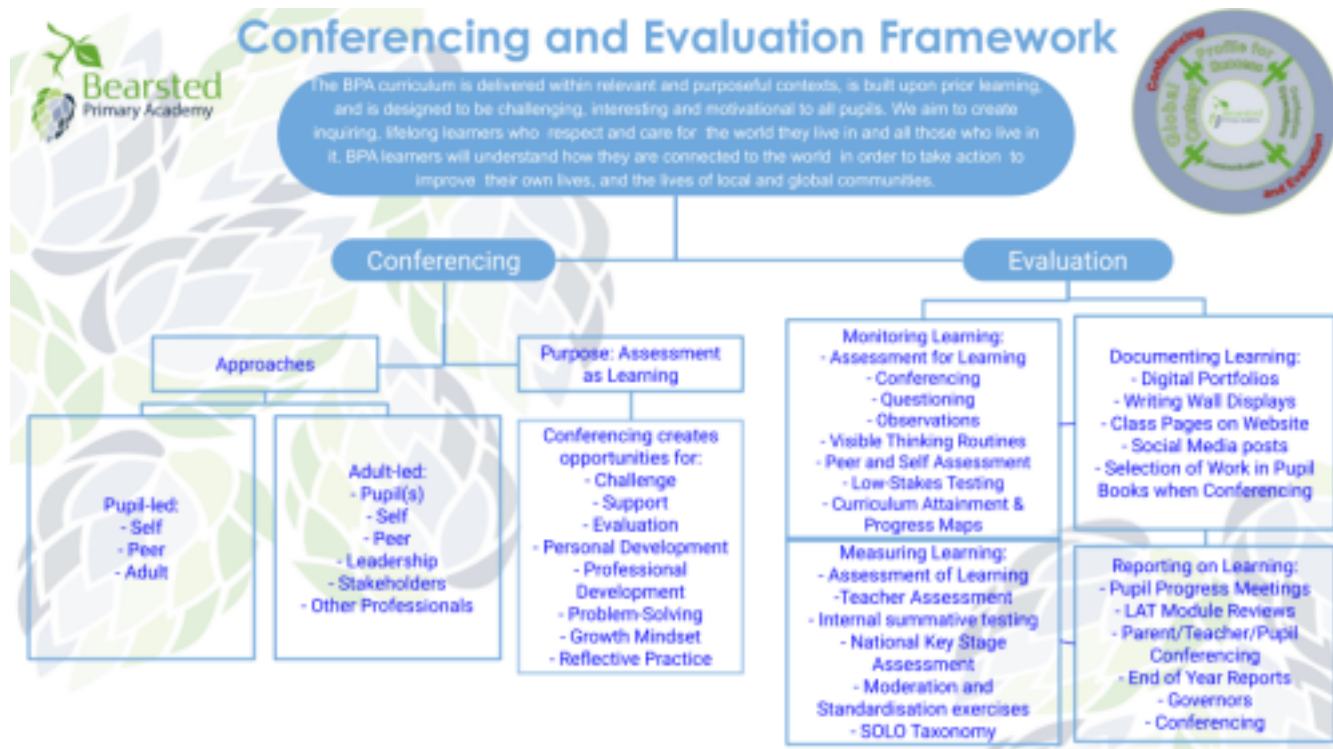 Conferencing and Evaluation Framework
Bearsted
Primary Academy
The BPA curriculum is delivered within relevant and purposeful contexts, is built upon prior learning,
and is designed to be challenging, interesting and motivational to all pupils. We aim to create
inquiring, lifelong learners who respect and care for the world they live in and all those who live in
it. BPA learners will understand how they are connected to the world in order to take action to
improve their own lives, and the lives of local and global communities.
Conferencing
Profile for
Success
Global
Communication
and Evaluation
Conferencing
Evaluation
Approaches
Purpose: Assessment
as Learning
Pupil-led:
- Self
- Peer
- Adult
Adult-led:
- Pupil(s)
- Self
- Peer
- Leadership
- Stakeholders
- Other Professionals
Conferencing creates
opportunities for:
- Challenge
- Support
- Evaluation
- Personal Development
- Professional
Development
- Problem-Solving
- Growth Mindset
- Reflective Practice
Monitoring Learning:
- Assessment for Learning
- Conferencing
- Questioning
- Observations
- Visible Thinking Routines
- Peer and Self Assessment
- Low-Stakes Testing
- Curriculum Attainment &
Progress Maps
Documenting Learning:
- Digital Portfolios
- Writing Wall Displays
- Class Pages on Website
- Social Media posts
- Selection of Work in Pupil
Books when Conferencing
Measuring Learning:
- Assessment of Learning
-Teacher Assessment
- Internal summative testing
- National Key Stage
Assessment
- Moderation and
Standardisation exercises
- SOLO Taxonomy
Reporting on Learning:
- Pupil Progress Meetings
- LAT Module Reviews
- Parent/Teacher/Pupil
Conferencing
- End of Year Reports
- Governors
- Conferencing